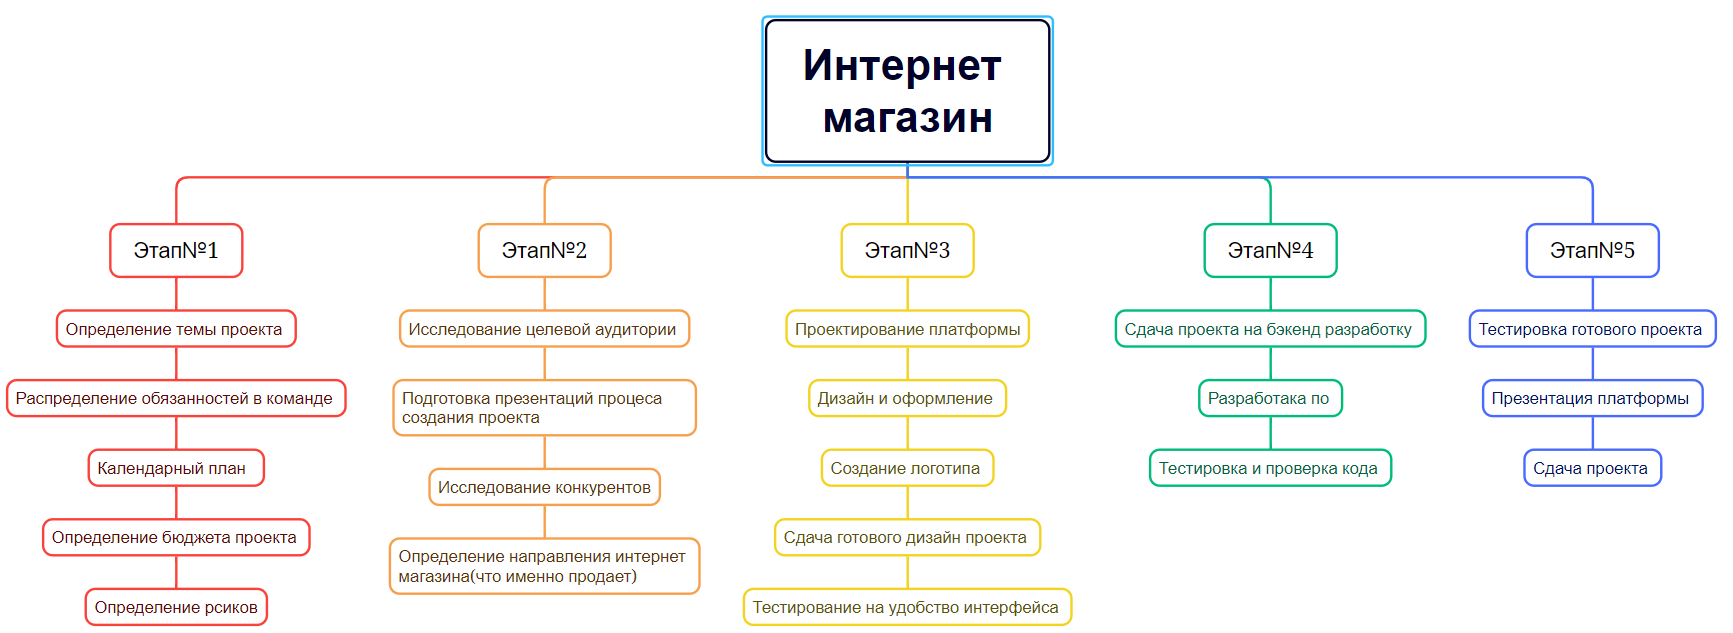 Интернет
магазин
Этап№1
Определение темы проекта
Распределение обязанностей в команде
Календарный план
Определение бюджета проекта
Определение рсиков
Этап№2
Исследование целевой аудитории
Подготовка презентаций процеса
создания проекта
Исследование конкурентов
Определение направления интернет
магазина(что именно продает)
Этап№3
Проектирование платформы
Дизайн и оформление
Создание логотипа
Сдача готового дизайн проекта
Тестирование на удобство интерфейса
Этап№4
Сдача проекта на бэкенд разработку
Разработака по
Тестировка и проверка кода
Этап№5
Тестировка готового проекта
Презентация платформы
Сдача проекта